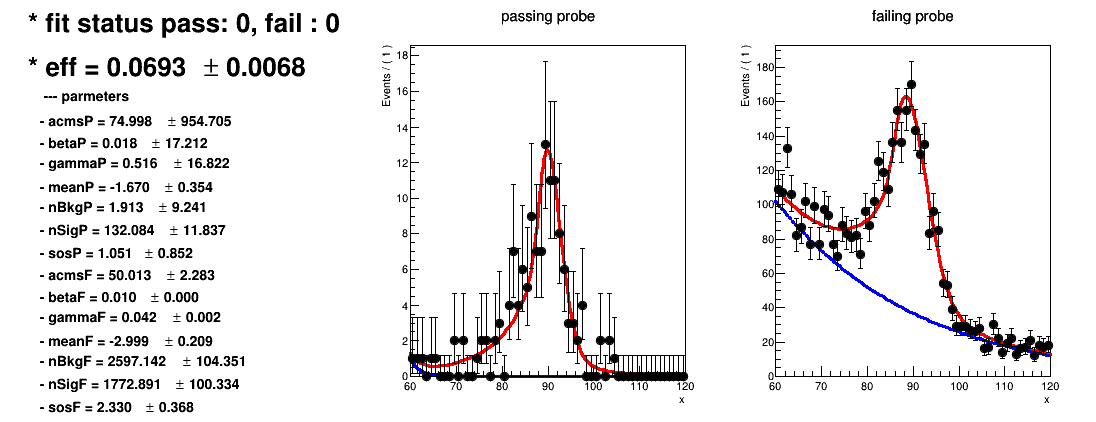 * fit status pass: 0, fail : 0
* eff = 0.0693 ± 0.0068
--- parmeters
- acmsP = 74.998 ± 954.705
- betaP = 0.018 ± 17.212
- gammaP = 0.516 ± 16.822
- meanP = -1.670 ± 0.354
- nBkgP = 1.913 ± 9.241
- nSigP = 132.084 ± 11.837
- sosP = 1.051 ± 0.852
- acmsF = 50.013 ± 2.283
- betaF = 0.010 ± 0.000
- gammaF = 0.042 ± 0.002
- meanF = -2.999 ± 0.209
- nBkgF = 2597.142 ± 104.351
- nSigF = 1772.891 ± 100.334
- sosF = 2.330 ± 0.368
passing probe
Events / ( 1 )
18
16
14
12
10
8
6
4
2
0
60 70 80 90 100 110 120
x
failing probe
Events / ( 1 )
180
160
140
120
100
80
60
40
20
0
60 70 80 90 100 110 120
x